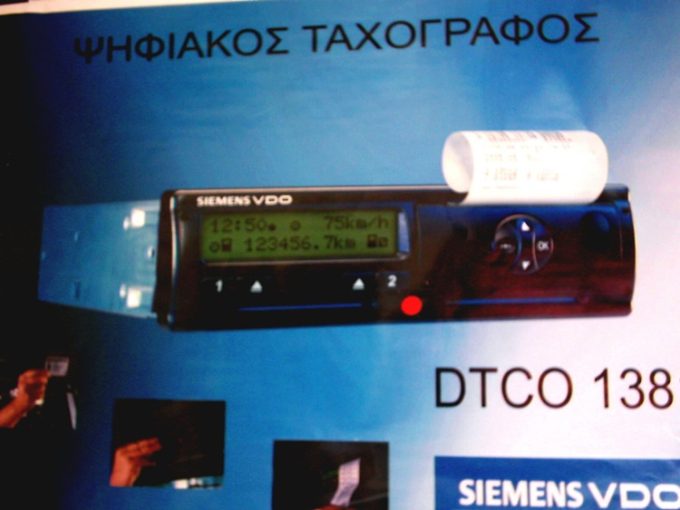 ΨΗΦΙΑΚΟΣ ΤΑΧΟΓΡΑΦΟΣ
SIEMENS VDO
12:50 75km/h
123456.7km
1 2
OK
DTCO 138
SIEMENS VDO